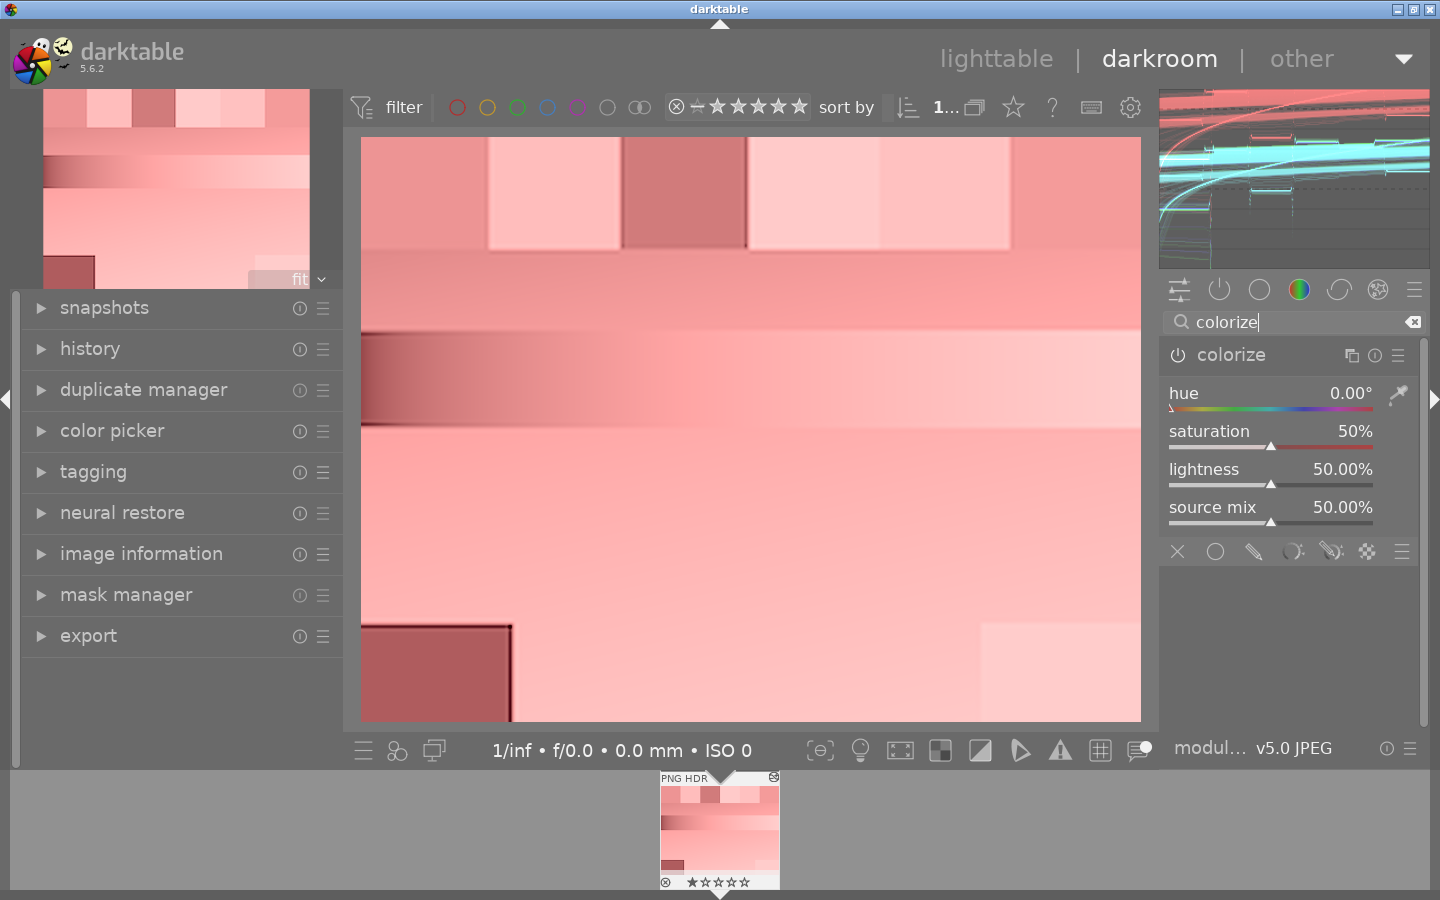 darktable
darktable
5.6.2
lighttable | darkroom | other
filter
sort by
1...
fit
snapshots
history
duplicate manager
color picker
tagging
neural restore
image information
mask manager
export
colorize
colorize
hue 0.00°
saturation 50%
lightness 50.00%
source mix 50.00%
1/inf • f/0.0 • 0.0 mm • ISO 0
modul... v5.0 JPEG
PNG HDR